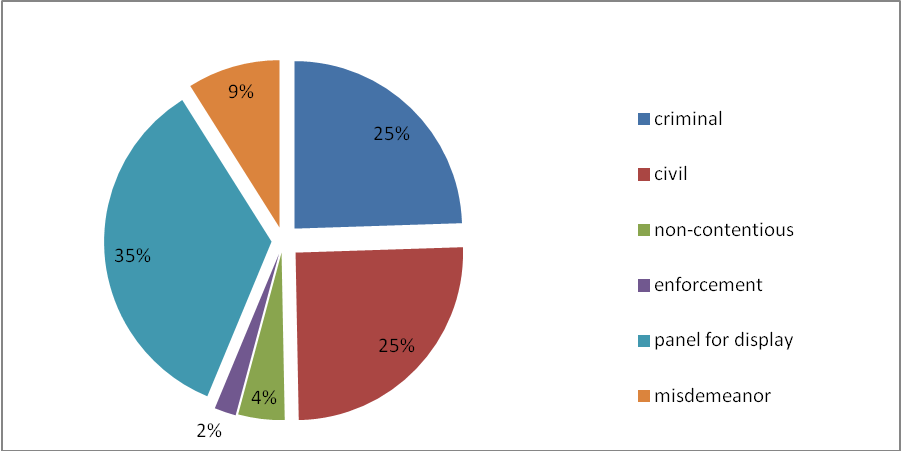 9%
25%
35%
25%
4%
2%
criminal
civil
non-contentious
enforcement
panel for display
misdemeanor